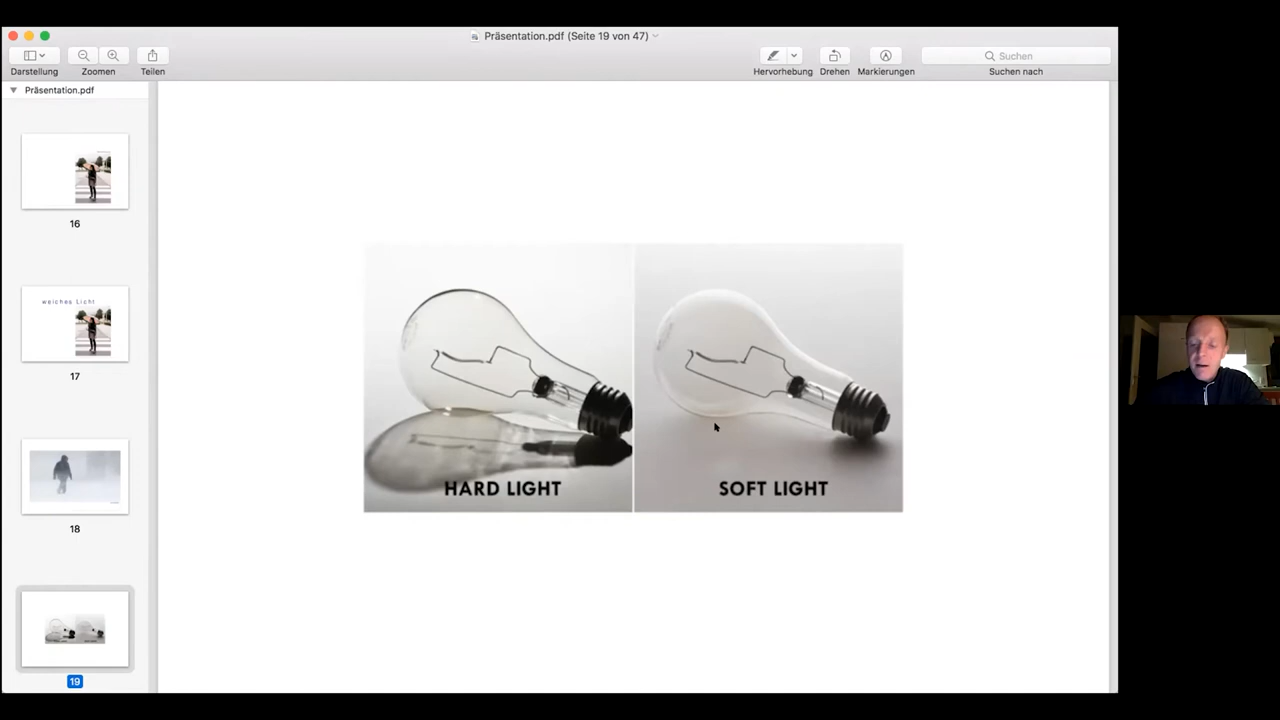 Präsentation.pdf (Seite 19 von 47)
Darstellung
Zoomen
Teilen
Hervorhebung
Drehen
Markierungen
Suchen
Suchen nach
Präsentation.pdf
16
weiches Licht
17
18
19
HARD LIGHT
SOFT LIGHT